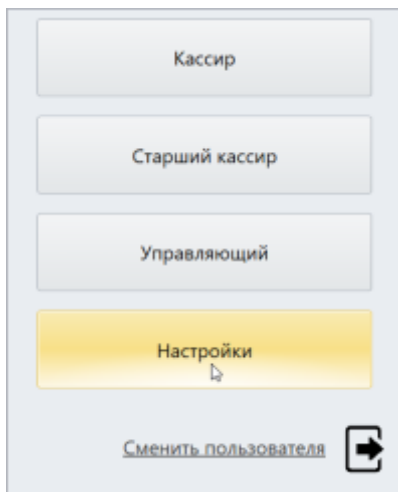 Кассир
Старший кассир
Управляющий
Настройки
Сменить пользователя